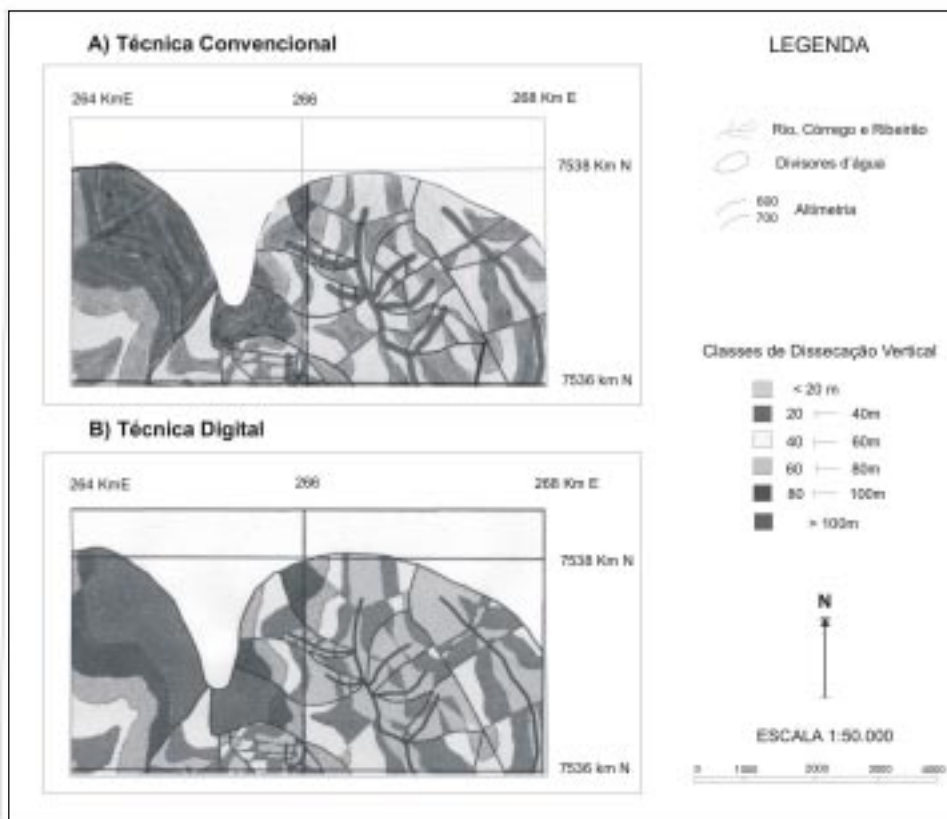 A) Técnica Convencional
264 KmE 266 268 Km E
7538 Km N
7536 km N
B) Técnica Digital
264 KmE 266 268 Km E
7538 Km N
7536 km N
LEGENDA
Rio, Córrego e Ribeirão
Divisores d'água
600
700
Altimetria
Classes de Dissecação Vertical
< 20 m
20 40m
40 60m
60 80m
80 100m
> 100m
N
ESCALA 1:50.000
0 1000 2000 3000 4000